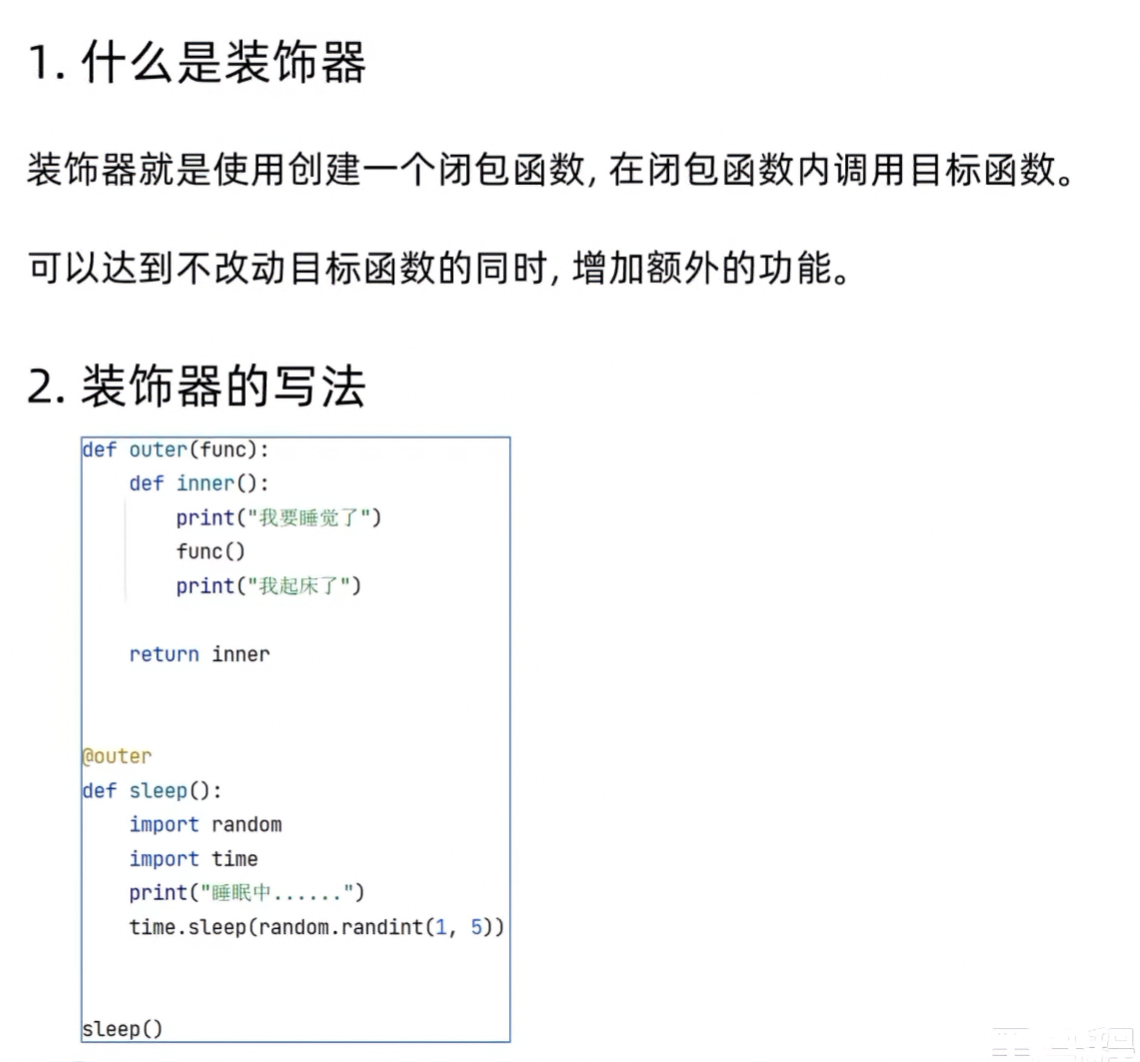 1. 什么是装饰器
装饰器就是使用创建一个闭包函数, 在闭包函数内调用目标函数。
可以达到不改动目标函数的同时, 增加额外的功能。
2. 装饰器的写法
def outer(func):
    def inner():
        print("我要睡觉了")
        func()
        print("我起床了")
    return inner
@outer
def sleep():
    import random
    import time
    print("睡眠中......")
    time.sleep(random.randint(1, 5))
sleep()